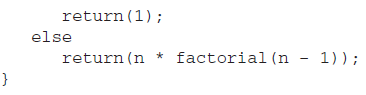 return(1);
else
return(n * factorial(n - 1));
}